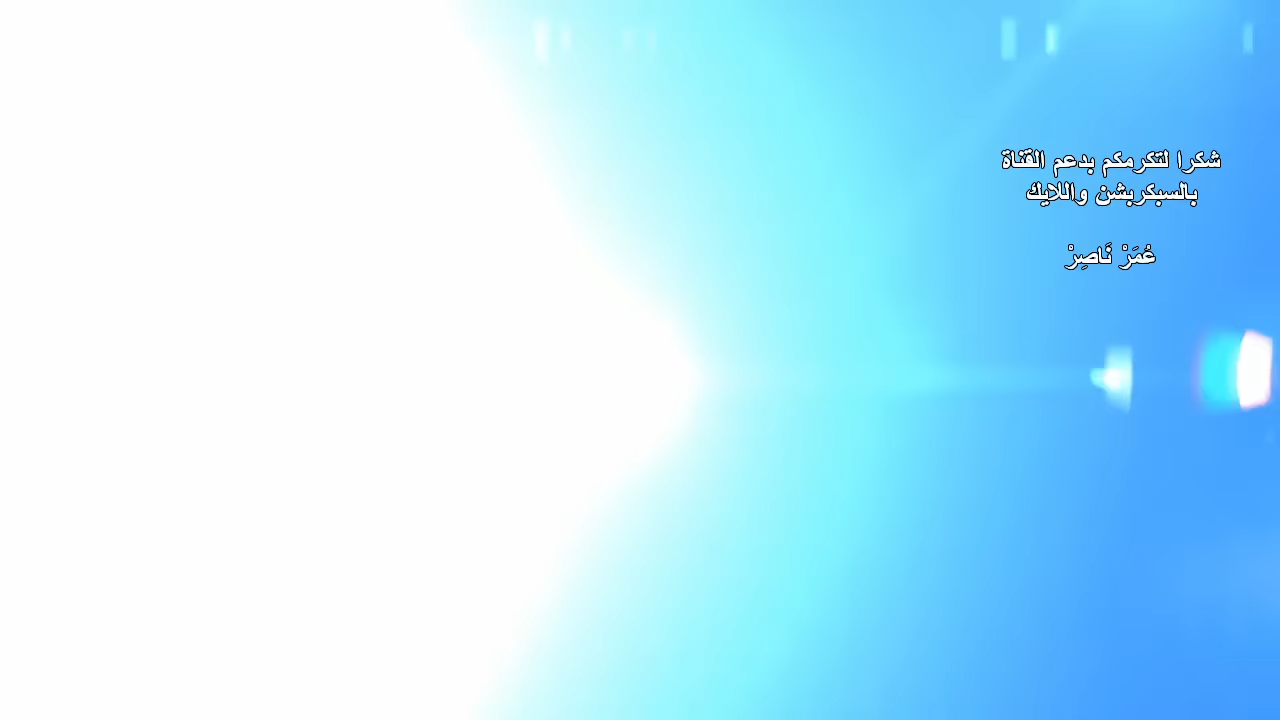 شكرا لتكرمكم بدعم القناة
بالسبكربشن واللايك
عُمَرْ نَاصِرْ